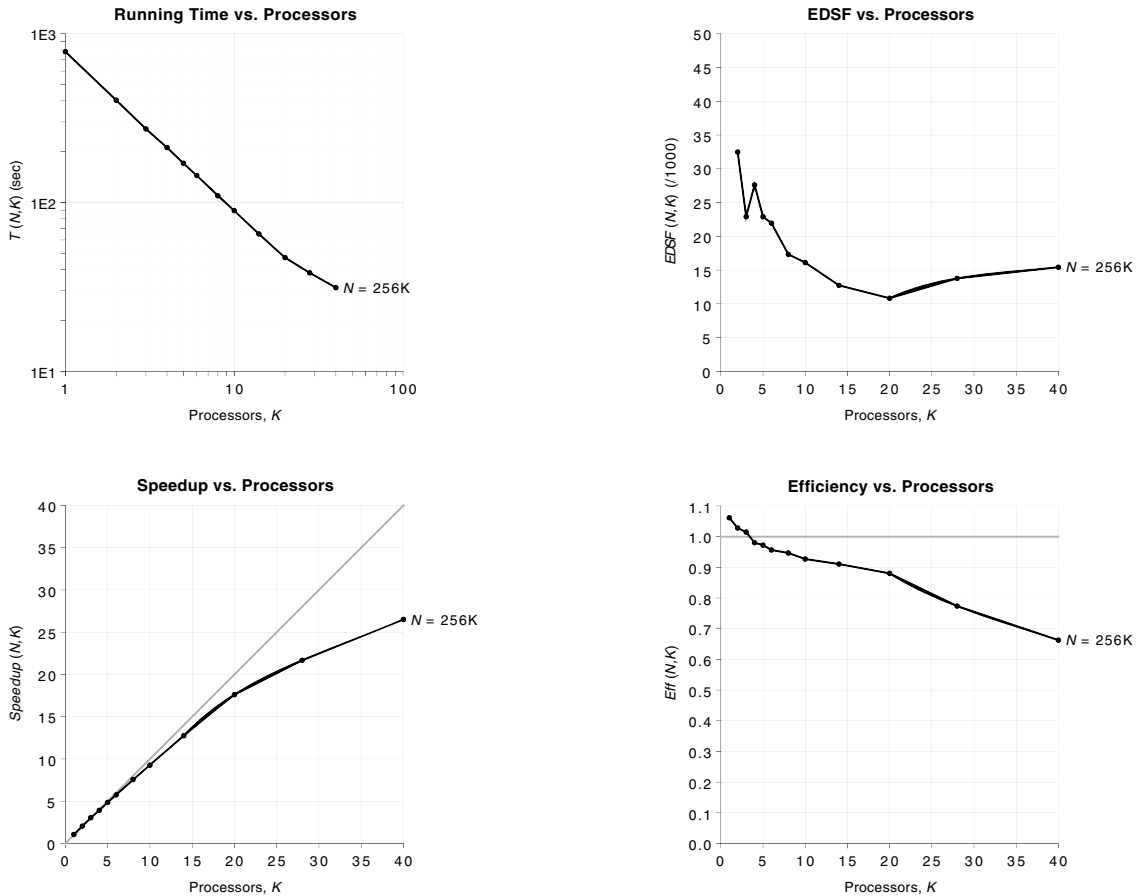 Running Time vs. Processors
1E3
1E2
1E1
T (N,K) (sec)
N = 256K
1 10 100
Processors, K
EDSF vs. Processors
50
45
40
35
30
25
20
15
10
5
0
EDSF (N,K) (/1000)
N = 256K
0 5 10 15 20 25 30 35 40
Processors, K
Speedup vs. Processors
40
35
30
25
20
15
10
5
0
Speedup (N,K)
N = 256K
0 5 10 15 20 25 30 35 40
Processors, K
Efficiency vs. Processors
1.1
1.0
0.9
0.8
0.7
0.6
0.5
0.4
0.3
0.2
0.1
0.0
Eff (N,K)
N = 256K
0 5 10 15 20 25 30 35 40
Processors, K